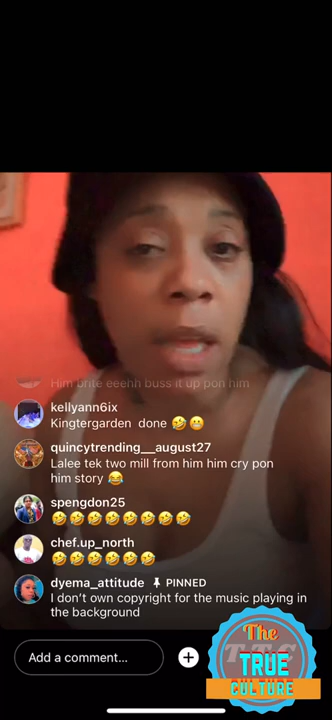 Him brite eeehh buss it up pon him
kellyann6ix
Kingtergarden done 🤣😬
quincytrending__august27
Lalee tek two mill from him him cry pon
him story 😂
spengdon25
🤣🤣🤣🤣🤣🤣🤣🤣🤣
chef.up_north
🤣🤣🤣🤣🤣🤣
dyema_attitude 📌 PINNED
I don’t own copyright for the music playing in
the background
Add a comment...
The
TRUE
CULTURE